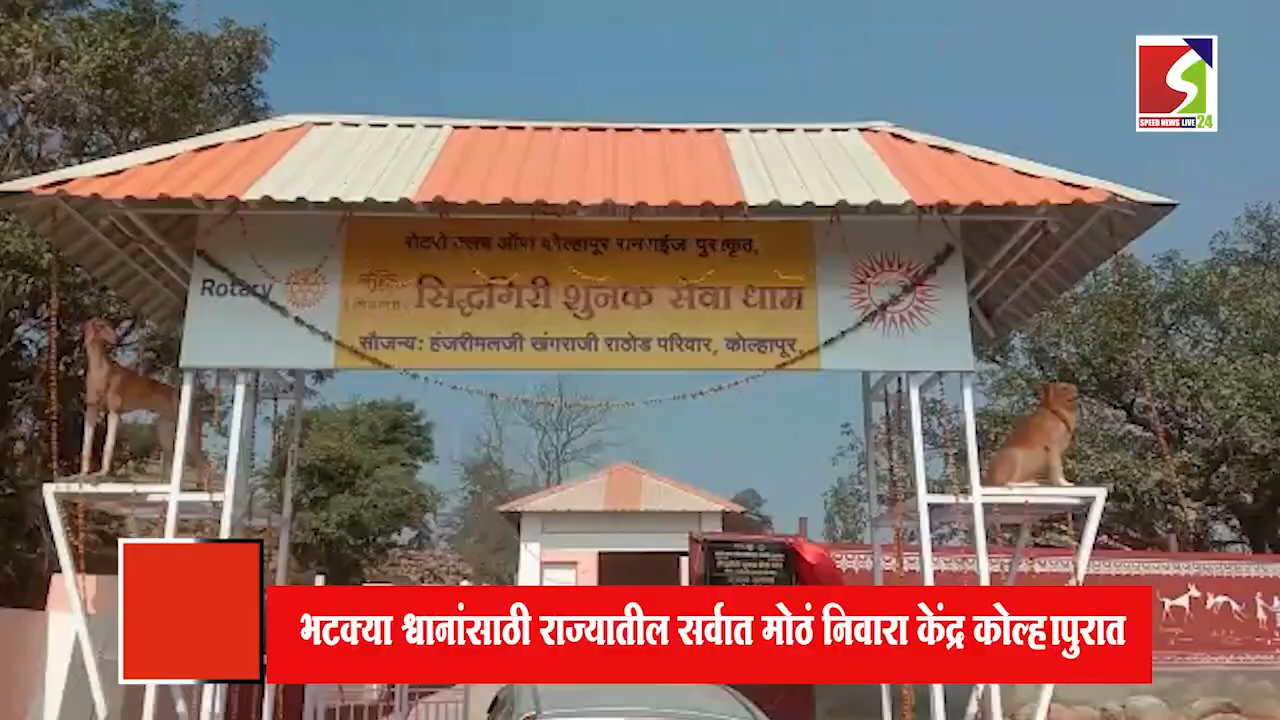 SPEED NEWS LIVE 24
रोटरी क्लब ऑफ कोल्हापूर सनराईज पुरस्कृत,
Rotary
सिद्धगिरी शुनक सेवा धाम
सौजन्य: हंजरीमलजी खंगराजी राठोड परिवार, कोल्हापूर.
भटक्या श्वानांसाठी राज्यातील सर्वात मोठं निवारा केंद्र कोल्हापुरात